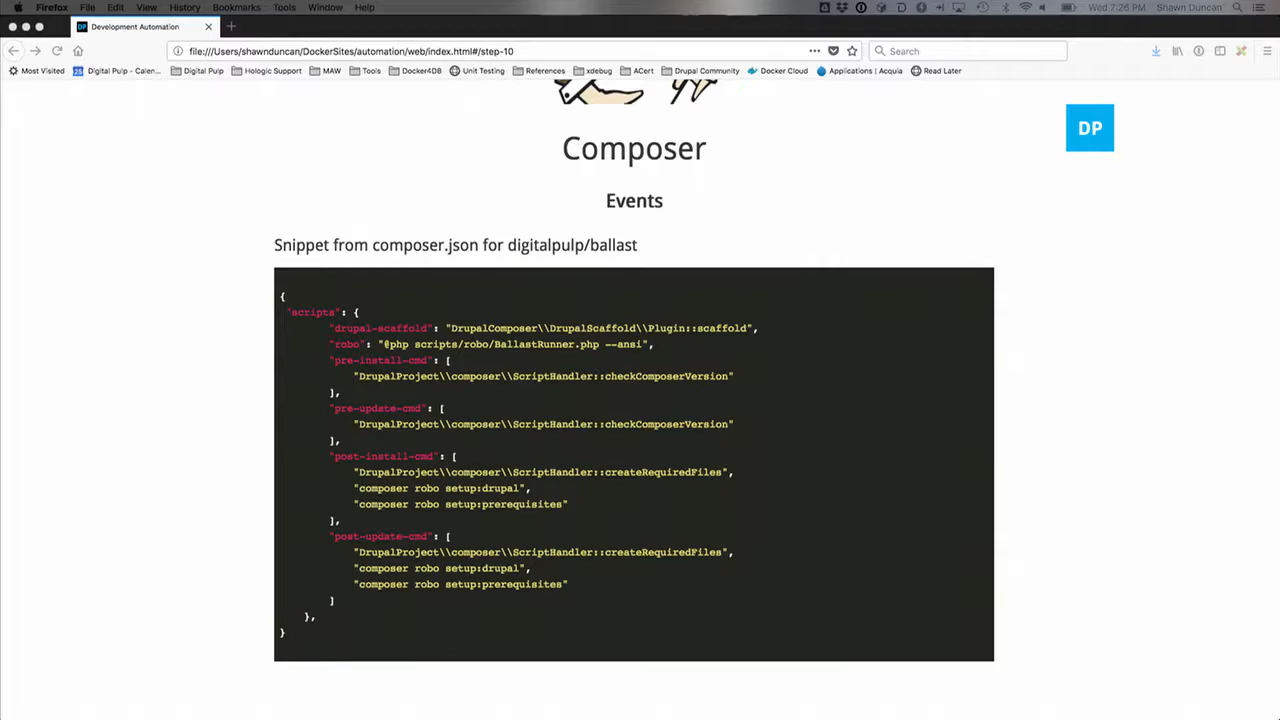 Firefox File Edit View History Bookmarks Tools Window Help Wed 7:26 PM Shawn Duncan
DP Development Automation
file:///Users/shawnduncan/DockerSites/automation/web/index.html#/step-10 Search
Most Visited 25 Digital Pulp - Calen... Digital Pulp Hologic Support MAW Tools Docker4D8 Unit Testing References xdebug ACert Drupal Community Docker Cloud Applications | Acquia Read Later
DP
Composer
Events
Snippet from composer.json for digitalpulp/ballast
{
"scripts": {
"drupal-scaffold": "DrupalComposer\\DrupalScaffold\\Plugin::scaffold",
"robo": "@php scripts/robo/BallastRunner.php --ansi",
"pre-install-cmd": [
"DrupalProject\\composer\\ScriptHandler::checkComposerVersion"
],
"pre-update-cmd": [
"DrupalProject\\composer\\ScriptHandler::checkComposerVersion"
],
"post-install-cmd": [
"DrupalProject\\composer\\ScriptHandler::createRequiredFiles",
"composer robo setup:drupal",
"composer robo setup:prerequisites"
],
"post-update-cmd": [
"DrupalProject\\composer\\ScriptHandler::createRequiredFiles",
"composer robo setup:drupal",
"composer robo setup:prerequisites"
]
},
}